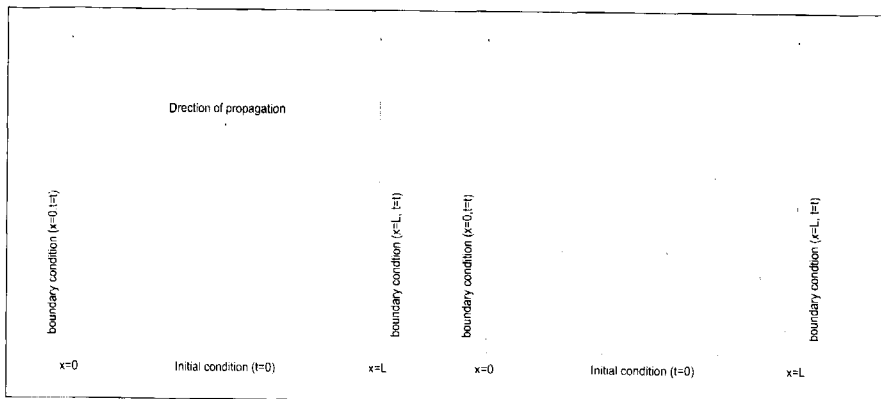 Drection of propagation
boundary condition (x=0,t=t)
boundary condition (x=L, t=t)
boundary condition (x=0,t=t)
boundary condition (x=L, t=t)
x=0
Initial condition (t=0)
x=L
x=0
Initial condition (t=0)
x=L